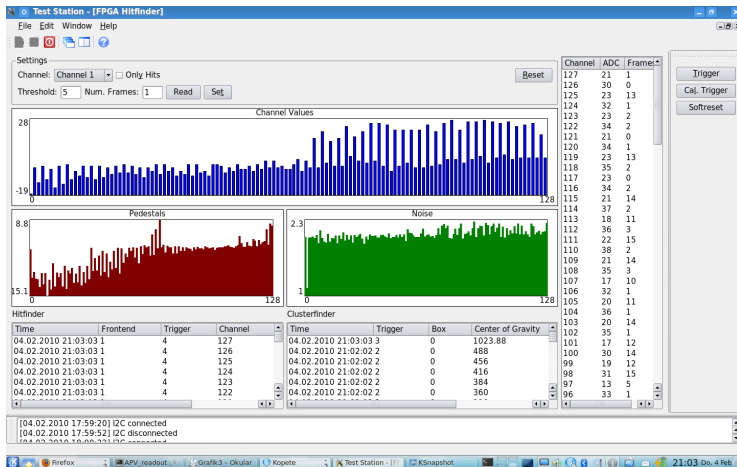 Test Station - [FPGA Hitfinder]
File Edit Window Help
Settings
Channel: Channel 1 Only Hits Reset
Threshold: 5 Num. Frames: 1 Read Set
Channel Values
28
-19
0 128
Pedestals
8.8
15.1
0 128
Noise
2.3
1
0 128
Hitfinder
Time Frontend Trigger Channel
04.02.2010 21:03:03 1 4 127
04.02.2010 21:03:03 1 4 126
04.02.2010 21:03:03 1 4 125
04.02.2010 21:03:03 1 4 124
04.02.2010 21:03:03 1 4 123
04.02.2010 21:03:03 1 4 122
Clusterfinder
Time Trigger Box Center of Gravity
04.02.2010 21:03:03 3 0 1023.88
04.02.2010 21:02:02 2 0 488
04.02.2010 21:02:02 2 0 456
04.02.2010 21:02:02 2 0 416
04.02.2010 21:02:02 2 0 384
04.02.2010 21:02:02 2 0 360
Channel ADC Frames
127 21 1
126 30 0
125 23 13
124 32 1
123 23 2
122 34 2
121 21 0
120 34 1
119 23 13
118 35 2
117 23 0
116 34 2
115 21 14
114 37 2
113 18 11
112 36 3
111 22 15
110 38 2
109 21 14
108 35 3
107 17 10
106 32 1
105 20 11
104 36 1
103 20 14
102 35 1
101 17 12
100 30 14
99 19 12
98 31 15
97 13 5
96 33 1
Trigger
Cal. Trigger
Softreset
[04.02.2010 17:59:20] I2C connected
[04.02.2010 17:59:52] I2C disconnected
Firefox APV_readout Grafik3 - Okular Kopete Test Station - [FP KSnapshot 21:03 Do. 4 Feb